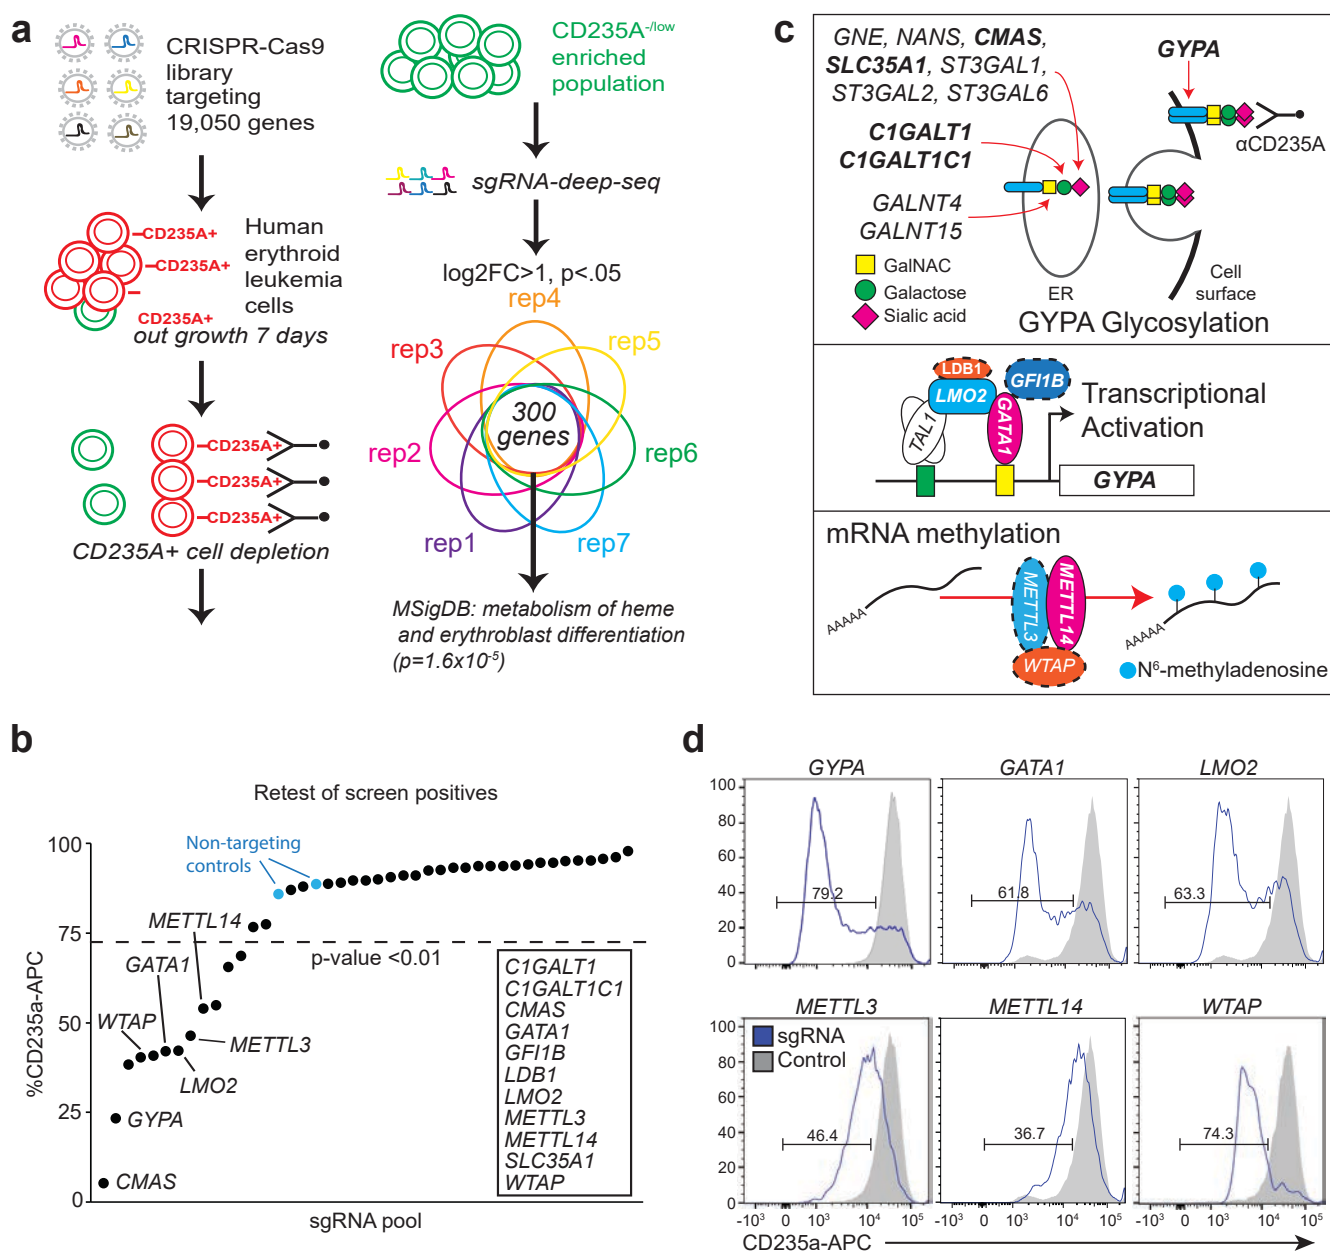 a
CRISPR-Cas9
library
targeting
19,050 genes
CD235A+
CD235A+
CD235A+
Human
erythroid
leukemia
cells
out growth 7 days
CD235A+
CD235A+
CD235A+
CD235A+ cell depletion
CD235A-/low
enriched
population
sgRNA-deep-seq
log2FC>1, p<.05
rep4
rep3
rep5
rep2
300
genes
rep6
rep1
rep7
MSigDB: metabolism of heme
and erythroblast differentiation
(p=1.6x10-5)
c
GNE, NANS, CMAS,
SLC35A1, ST3GAL1,
ST3GAL2, ST3GAL6
C1GALT1
C1GALT1C1
GALNT4
GALNT15
GalNAC
Galactose
Sialic acid
ER
GYPA
αCD235A
Cell
surface
GYPA Glycosylation
LDB1
LMO2
GFI1B
TAL1
GATA1
Transcriptional
Activation
GYPA
mRNA methylation
AAAAA
METTL3
METTL14
WTAP
AAAAA
N6-methyladenosine
b
Retest of screen positives
%CD235a-APC
100
75
50
25
0
Non-targeting
controls
METTL14
GATA1
WTAP
METTL3
LMO2
GYPA
CMAS
p-value <0.01
C1GALT1
C1GALT1C1
CMAS
GATA1
GFI1B
LDB1
LMO2
METTL3
METTL14
SLC35A1
WTAP
sgRNA pool
d
GYPA
GATA1
LMO2
100
80
60
40
20
0
79.2
61.8
63.3
METTL3
METTL14
WTAP
100
80
60
40
20
0
sgRNA
Control
46.4
36.7
74.3
-103 0 103 104 105
-103 0 103 104 105
-103 0 103 104 105
CD235a-APC